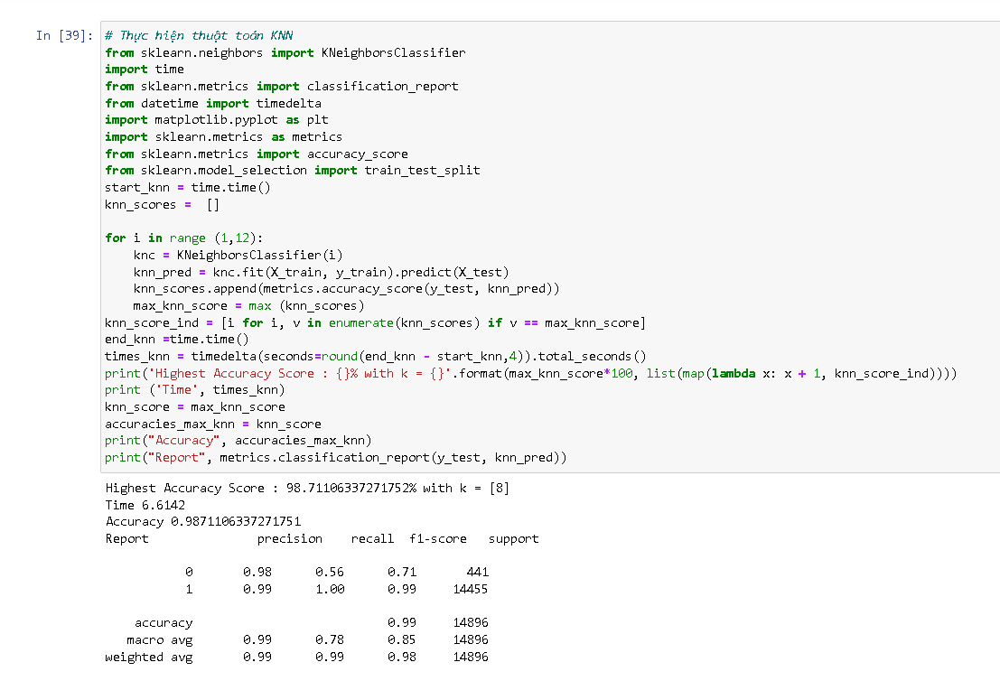 In [39]: # Thực hiện thuật toán KNN
from sklearn.neighbors import KNeighborsClassifier
import time
from sklearn.metrics import classification_report
from datetime import timedelta
import matplotlib.pyplot as plt
import sklearn.metrics as metrics
from sklearn.metrics import accuracy_score
from sklearn.model_selection import train_test_split
start_knn = time.time()
knn_scores =  []

for i in range (1,12):
    knc = KNeighborsClassifier(i)
    knn_pred = knc.fit(X_train, y_train).predict(X_test)
    knn_scores.append(metrics.accuracy_score(y_test, knn_pred))
    max_knn_score = max (knn_scores)
knn_score_ind = [i for i, v in enumerate(knn_scores) if v == max_knn_score]
end_knn =time.time()
times_knn = timedelta(seconds=round(end_knn - start_knn,4)).total_seconds()
print('Highest Accuracy Score : {}% with k = {}'.format(max_knn_score*100, list(map(lambda x: x + 1, knn_score_ind))))
print ('Time', times_knn)
knn_score = max_knn_score
accuracies_max_knn = knn_score
print("Accuracy", accuracies_max_knn)
print("Report", metrics.classification_report(y_test, knn_pred))

Highest Accuracy Score : 98.71106337271752% with k = [8]
Time 6.6142
Accuracy 0.9871106337271751
Report               precision    recall  f1-score   support

           0       0.98      0.56      0.71       441
           1       0.99      1.00      0.99     14455

    accuracy                           0.99     14896
   macro avg       0.99      0.78      0.85     14896
weighted avg       0.99      0.99      0.98     14896